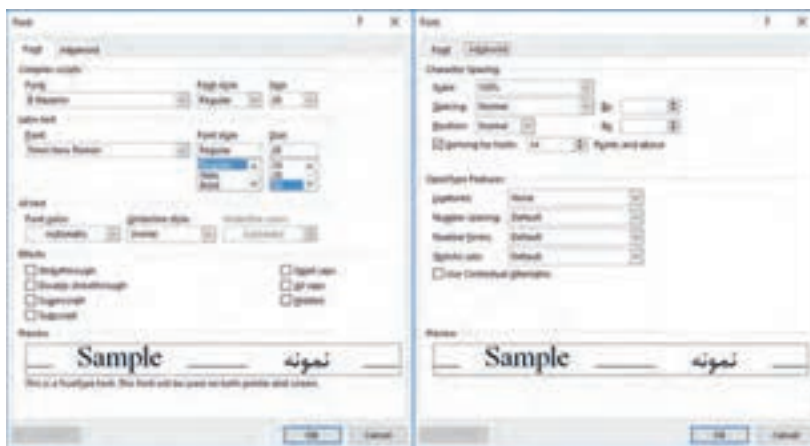 Font ? X
Font Advanced
Complex scripts
Font: Font style: Size:
B Nazanin Regular 28
Latin text
Font: Font style: Size:
Times New Roman Regular 28
Regular
Italic
Bold
All text
Font color: Underline style: Underline color:
Automatic (none) Automatic
Effects
Strikethrough Small caps
Double strikethrough All caps
Superscript Hidden
Subscript
Preview
Sample نمونه
This is a TrueType font. This font will be used on both printer and screen.
OK Cancel
Font ? X
Font Advanced
Character Spacing
Scale: 100%
Spacing: Normal By:
Position: Normal By:
Kerning for fonts: Points and above
OpenType Features
Ligatures: None
Number spacing: Default
Number forms: Default
Stylistic sets: Default
Use Contextual Alternates
Preview
Sample نمونه
OK Cancel